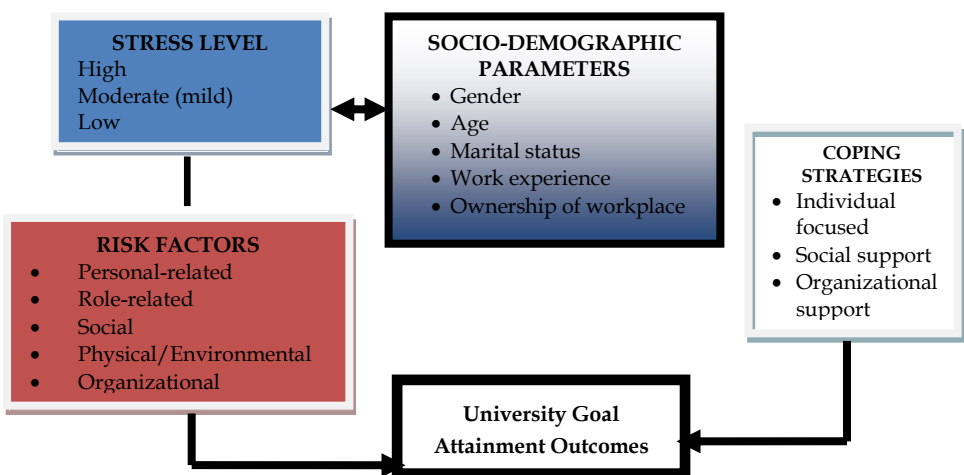 STRESS LEVEL
High
Moderate (mild)
Low
SOCIO-DEMOGRAPHIC
PARAMETERS
• Gender
• Age
• Marital status
• Work experience
• Ownership of workplace
COPING
STRATEGIES
• Individual
focused
• Social support
• Organizational
support
RISK FACTORS
• Personal-related
• Role-related
• Social
• Physical/Environmental
• Organizational
University Goal
Attainment Outcomes